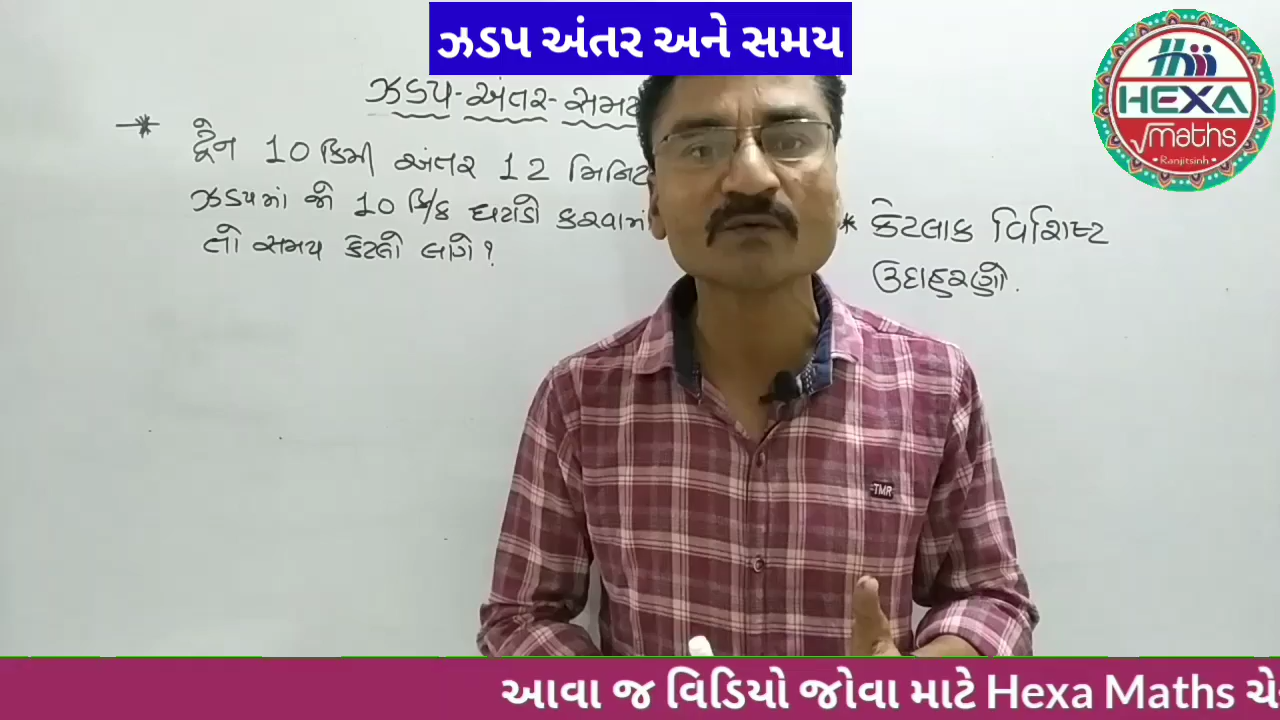 ઝડપ અંતર અને સમય
HEXA
√maths
Ranjitsinh
ઝડપ-અંતર-સમ
* ટ્રેન 10 કિમી અંતર 12 મિનિટ
ઝડપમાં જો 10 કિ/ક ઘટાડો કરવામાં
તો સમય કેટલો લાગે?
* કેટલાક વિશિષ્ટ
ઉદાહરણો.
TMR
આવા જ વિડિયો જોવા માટે Hexa Maths ચે